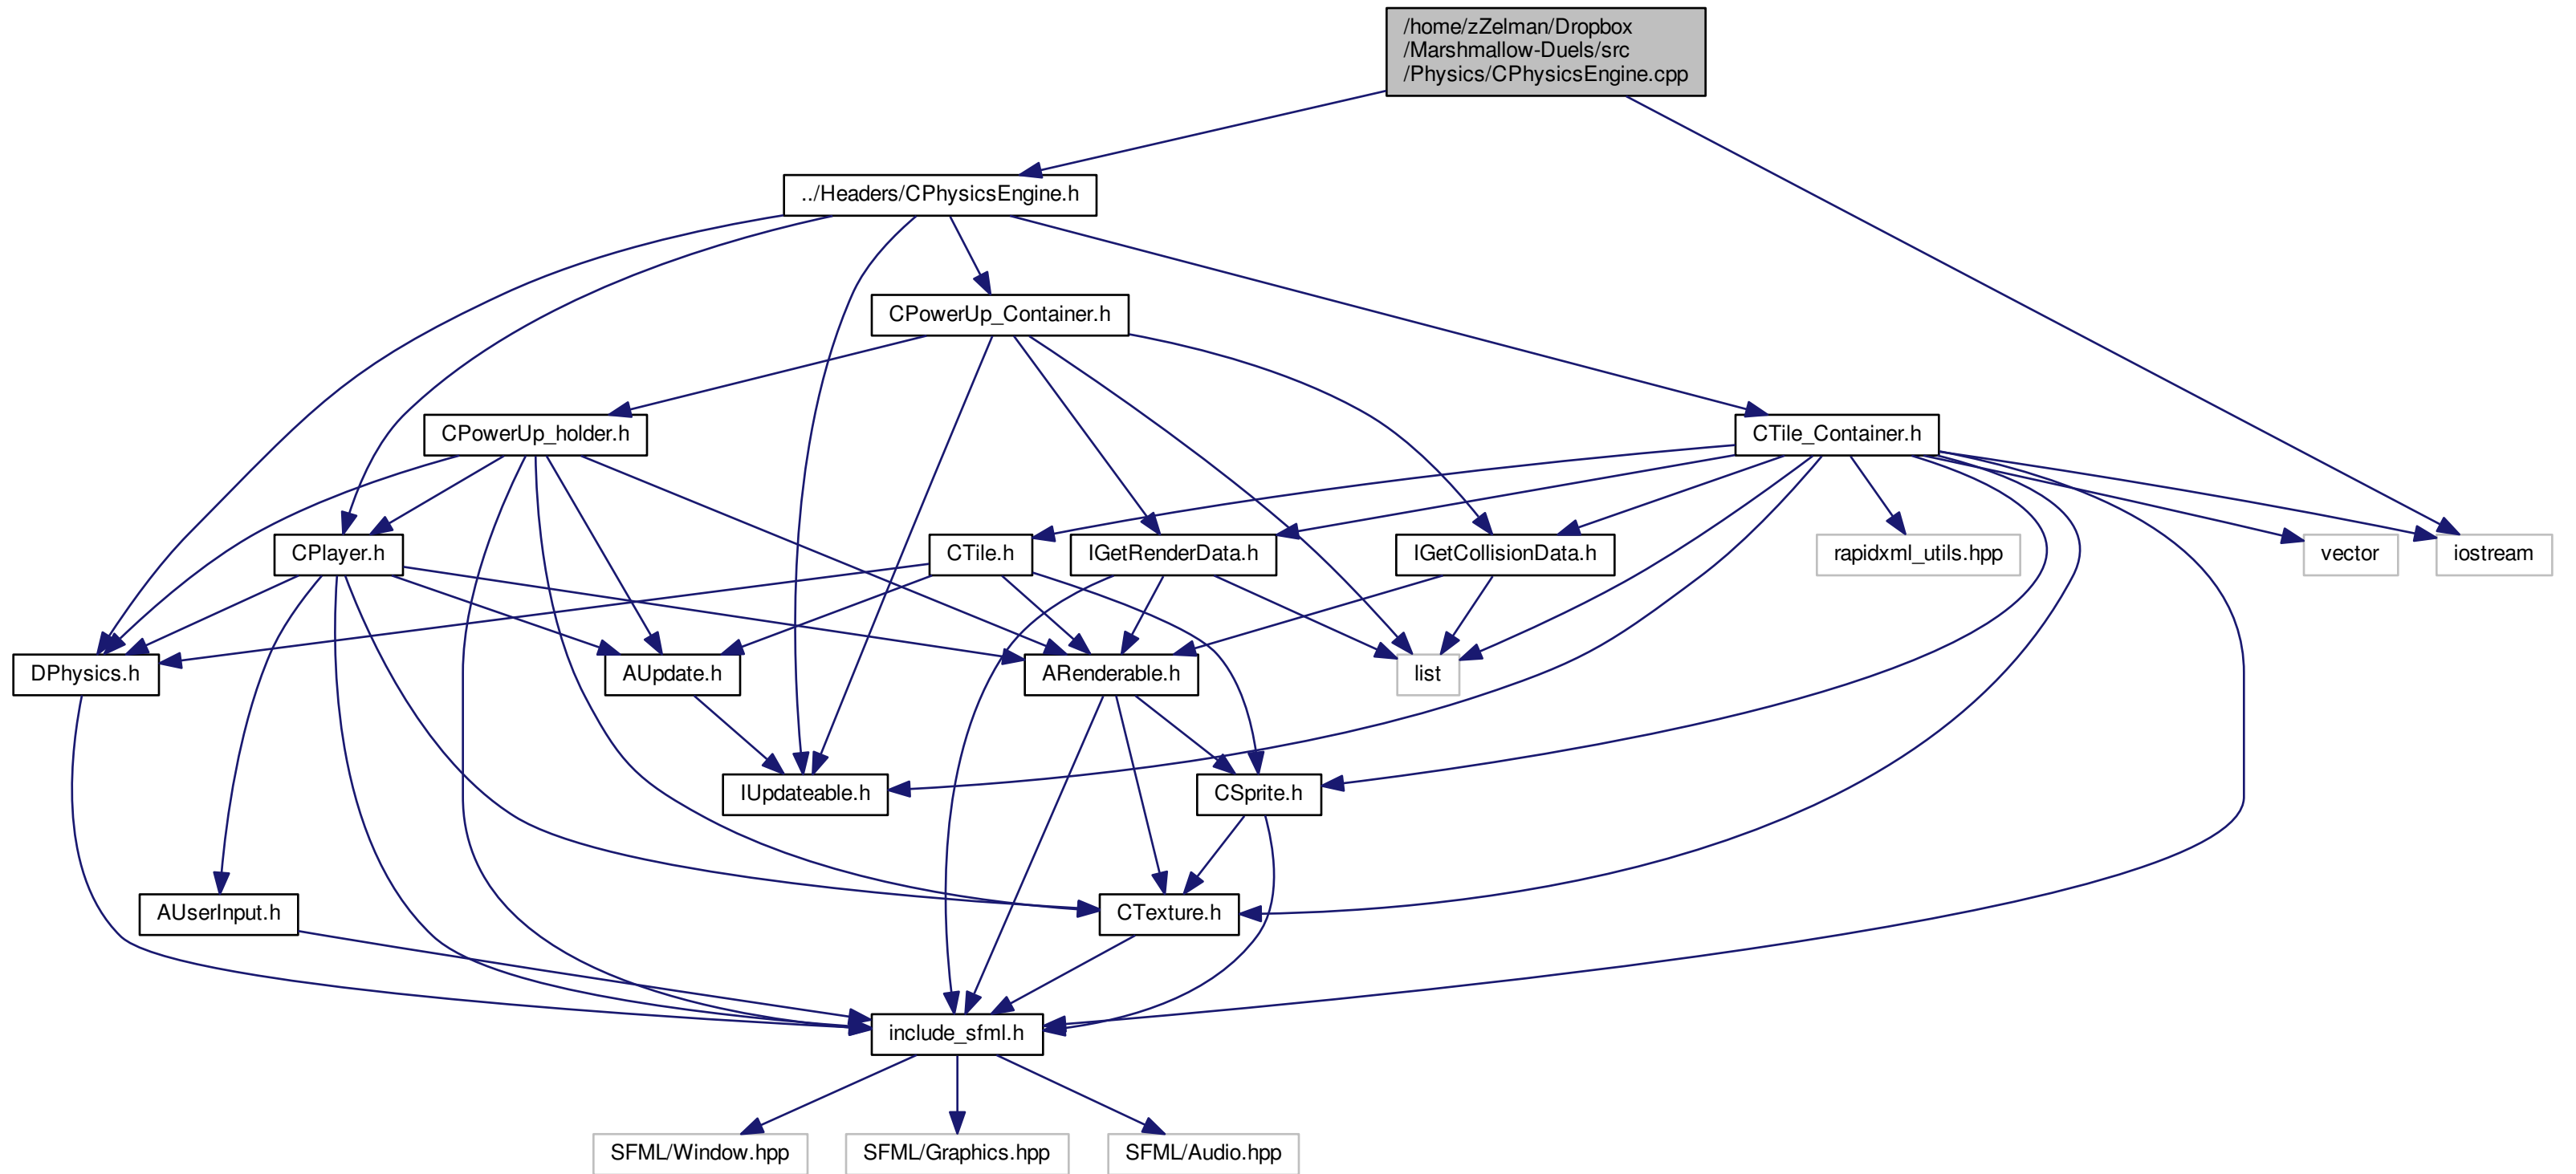 /home/zZelman/Dropbox
/Marshmallow-Duels/src
/Physics/CPhysicsEngine.cpp
../Headers/CPhysicsEngine.h
CPowerUp_Container.h
CPowerUp_holder.h
CTile_Container.h
CPlayer.h
CTile.h
IGetRenderData.h
IGetCollisionData.h
rapidxml_utils.hpp
vector
iostream
DPhysics.h
AUpdate.h
ARenderable.h
list
IUpdateable.h
CSprite.h
AUserInput.h
CTexture.h
include_sfml.h
SFML/Window.hpp
SFML/Graphics.hpp
SFML/Audio.hpp